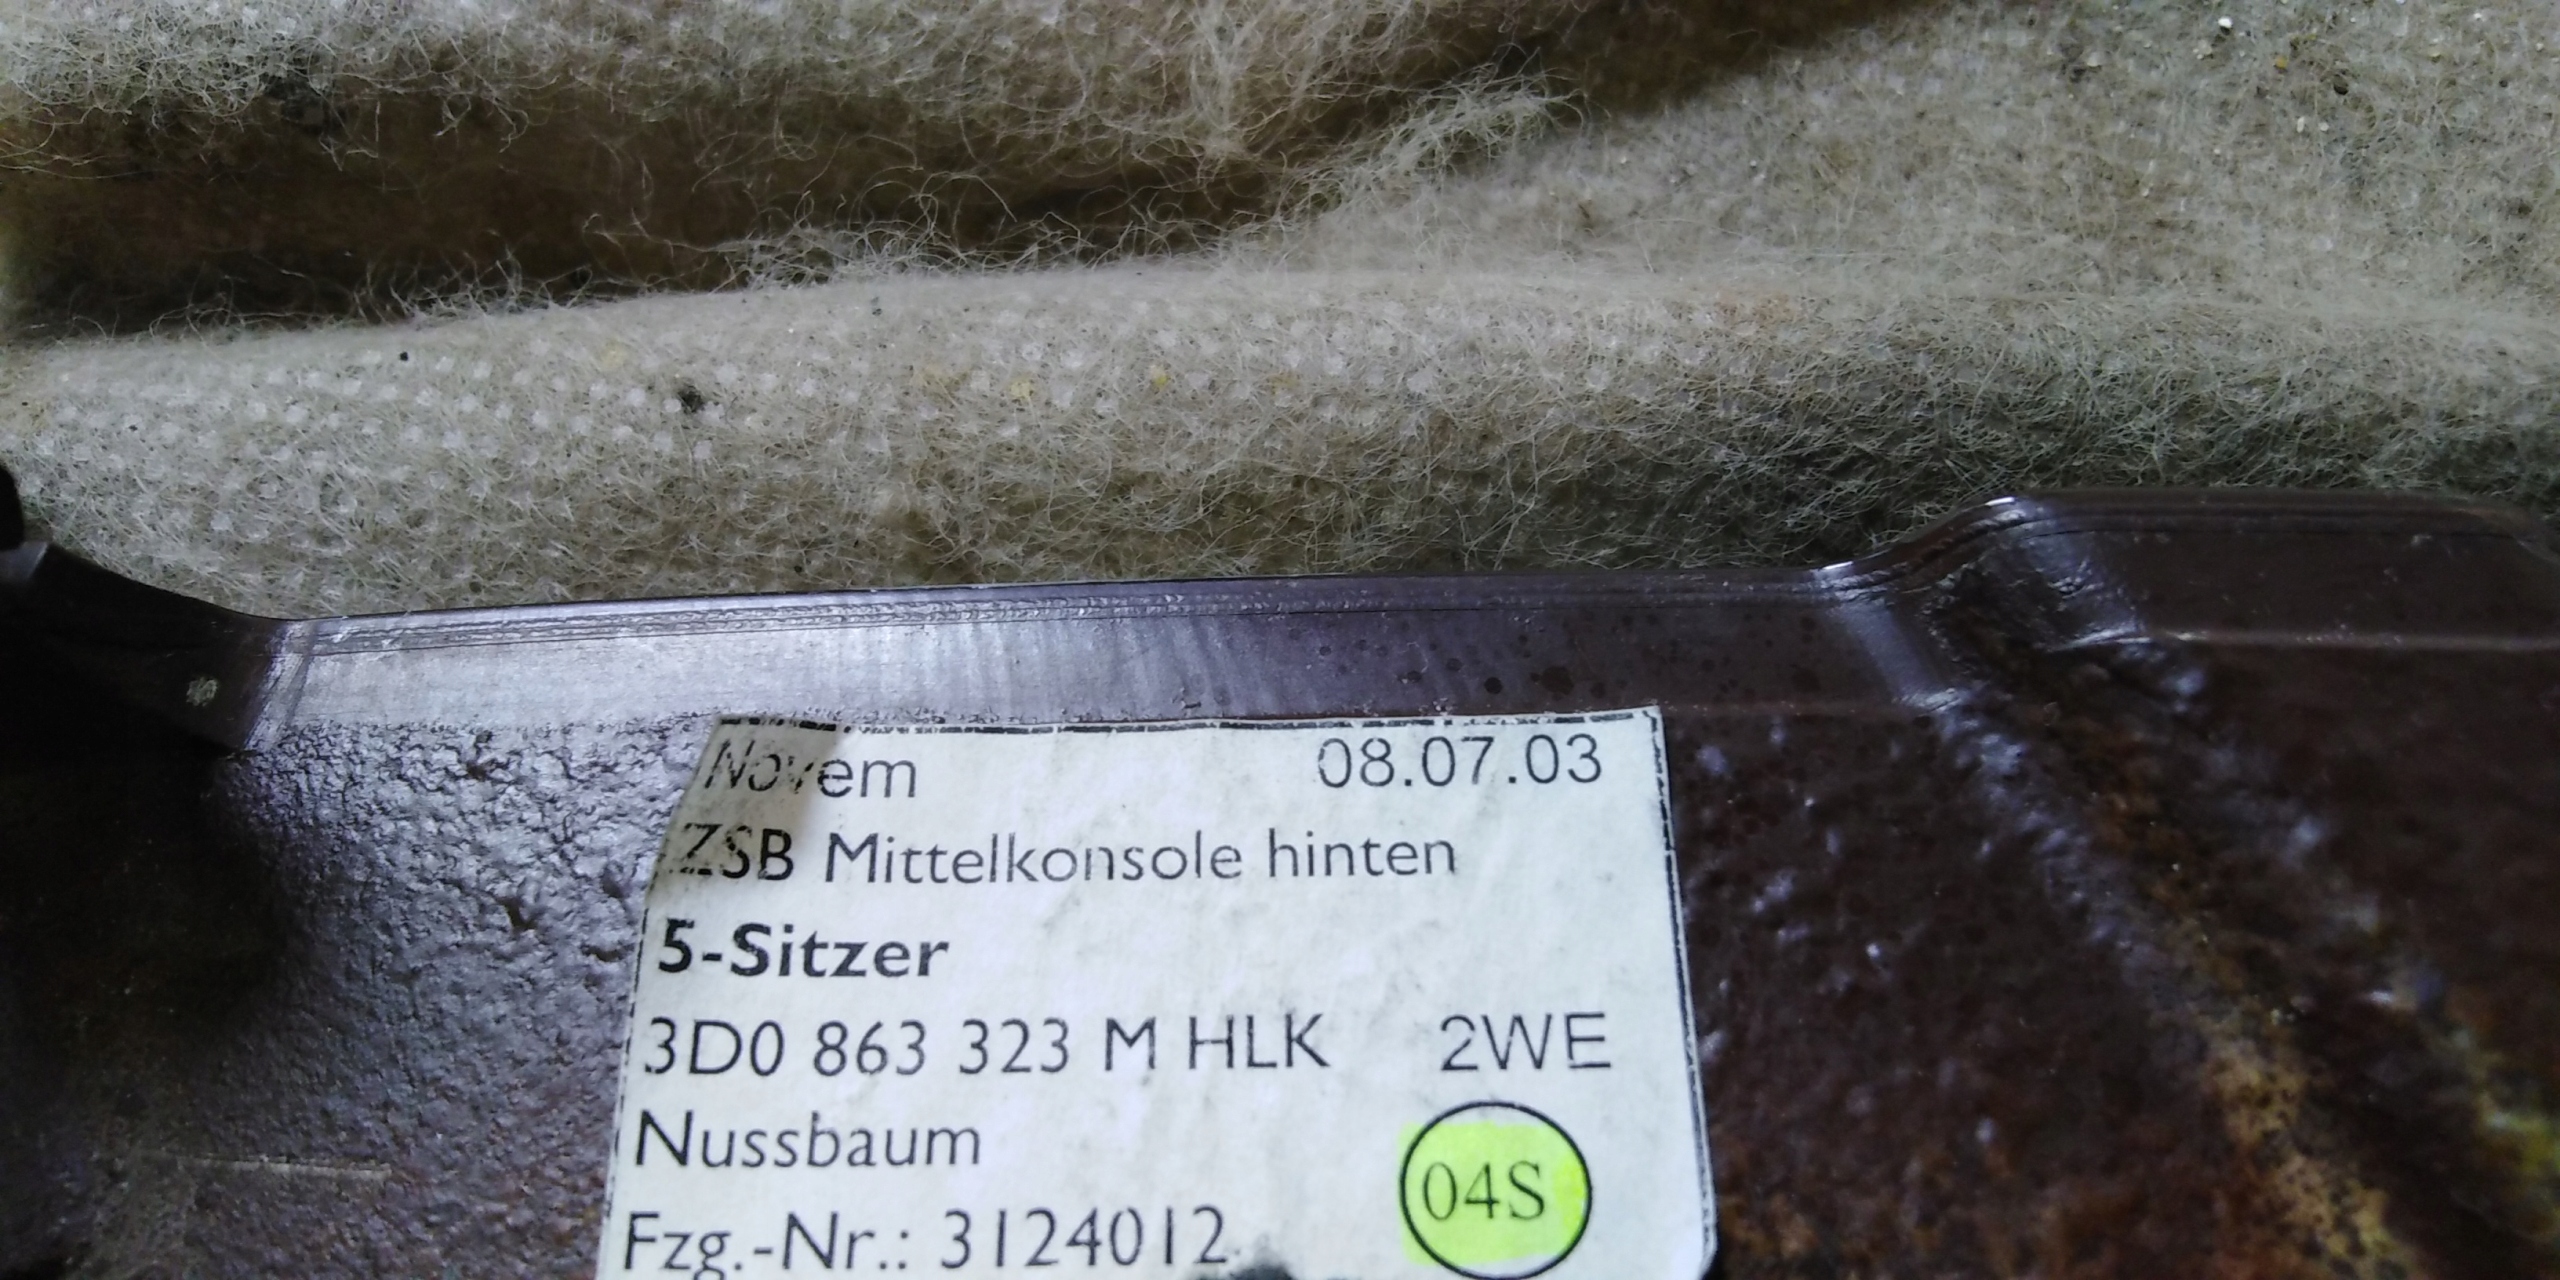 Novem 08.07.03
ZSB Mittelkonsole hinten
5-Sitzer
3D0 863 323 M HLK 2WE
Nussbaum
04S
Fzg.-Nr.: 3124012